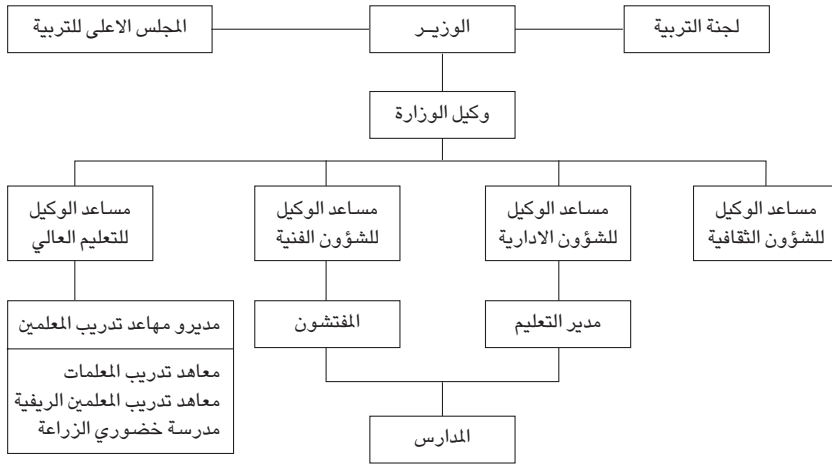 لجنة التربية
الوزيـر
المجلس الاعلى للتربية
وكيل الوزارة
مساعد الوكيل
للشؤون الثقافية
مساعد الوكيل
للشؤون الادارية
مساعد الوكيل
للشؤون الفنية
مساعد الوكيل
للتعليم العالي
مدير التعليم
المفتشون
مديرو مهاعد تدريب المعلمين
معاهد تدريب المعلمات
معاهد تدريب المعلمين الريفية
مدرسة خضوري الزراعة
المدارس